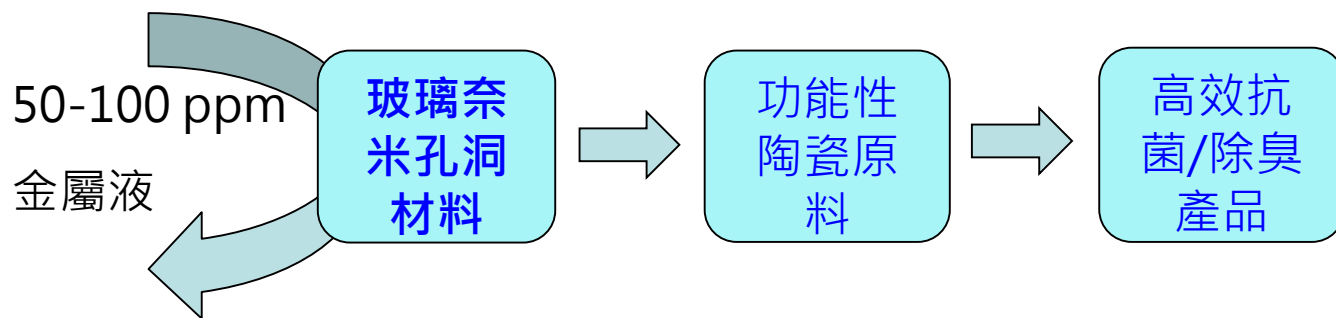 50-100 ppm
金屬液
玻璃奈
米孔洞
材料
功能性
陶瓷原
料
高效抗
菌/除臭
產品